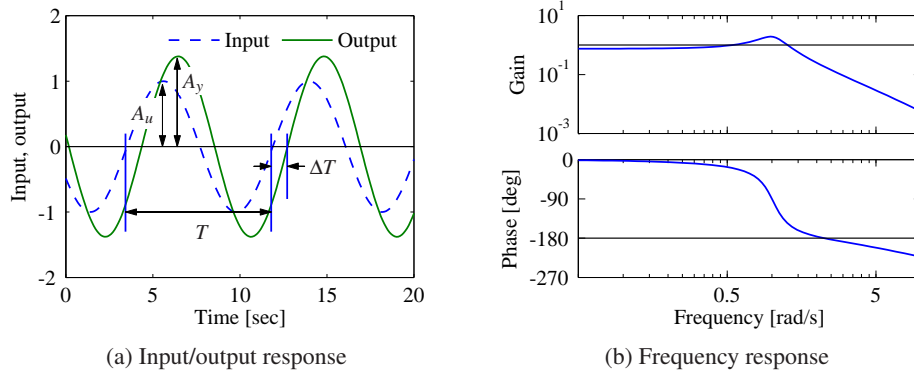 2
Input
Output
1
A_y
A_u
0
ΔT
-1
T
-2
0 5 10 15 20
Time [sec]
Input, output
(a) Input/output response
10^1
10^-1
10^-3
Gain
0
-90
-180
-270
Phase [deg]
0.5 5
Frequency [rad/s]
(b) Frequency response